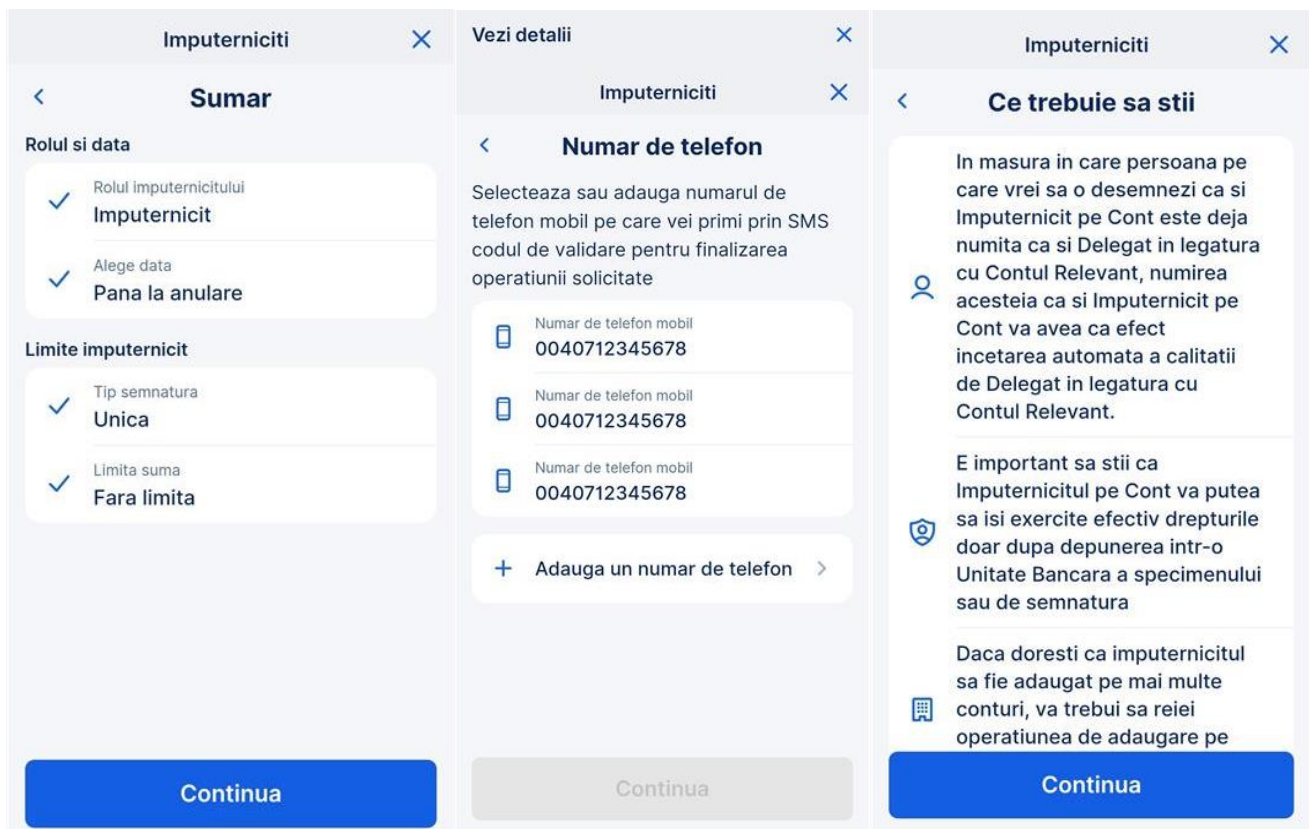 Imputerniciti
Sumar
Rolul si data
Rolul imputernicitului
Imputernicit
Alege data
Pana la anulare
Limite imputernicit
Tip semnatura
Unica
Limita suma
Fara limita
Continua
Vezi detalii
Imputerniciti
Numar de telefon
Selecteaza sau adauga numarul de
telefon mobil pe care vei primi prin SMS
codul de validare pentru finalizarea
operatiunii solicitate
Numar de telefon mobil
0040712345678
Numar de telefon mobil
0040712345678
Numar de telefon mobil
0040712345678
Adauga un numar de telefon
Continua
Imputerniciti
Ce trebuie sa stii
In masura in care persoana pe
care vrei sa o desemnezi ca si
Imputernicit pe Cont este deja
numita ca si Delegat in legatura
cu Contul Relevant, numirea
acesteia ca si Imputernicit pe
Cont va avea ca efect
incetarea automata a calitatii
de Delegat in legatura cu
Contul Relevant.
E important sa stii ca
Imputernicitul pe Cont va putea
sa isi exercite efectiv drepturile
doar dupa depunerea intr-o
Unitate Bancara a specimenului
sau de semnatura
Daca doresti ca imputernicitul
sa fie adaugat pe mai multe
conturi, va trebui sa reiei
operatiunea de adaugare pe
Continua